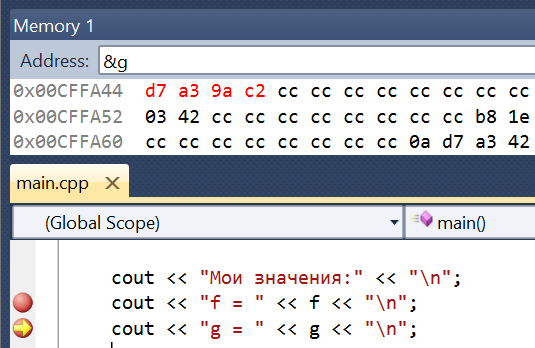 Memory 1
Address: &g
0x00CFFA44 d7 a3 9a c2 cc cc cc cc cc cc cc cc
0x00CFFA52 03 42 cc cc cc cc cc cc cc cc b8 1e
0x00CFFA60 cc cc cc cc cc cc cc cc 0a d7 a3 42
main.cpp
(Global Scope) main()
cout << "Мои значения:" << "\n";
cout << "f = " << f << "\n";
cout << "g = " << g << "\n";